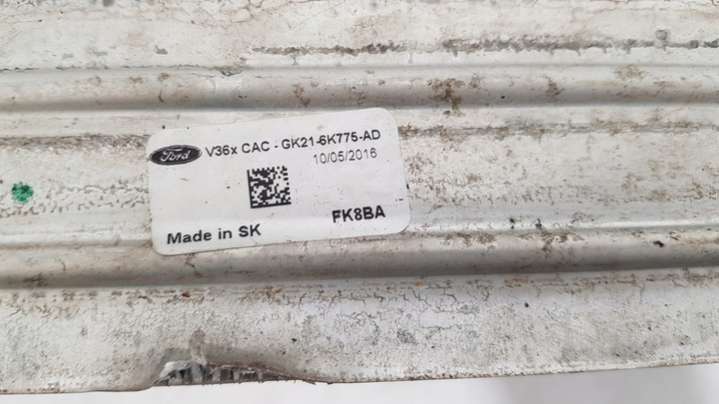 Ford V36x CAC - GK21-6K775-AD
10/05/2016
FK8BA
Made in SK